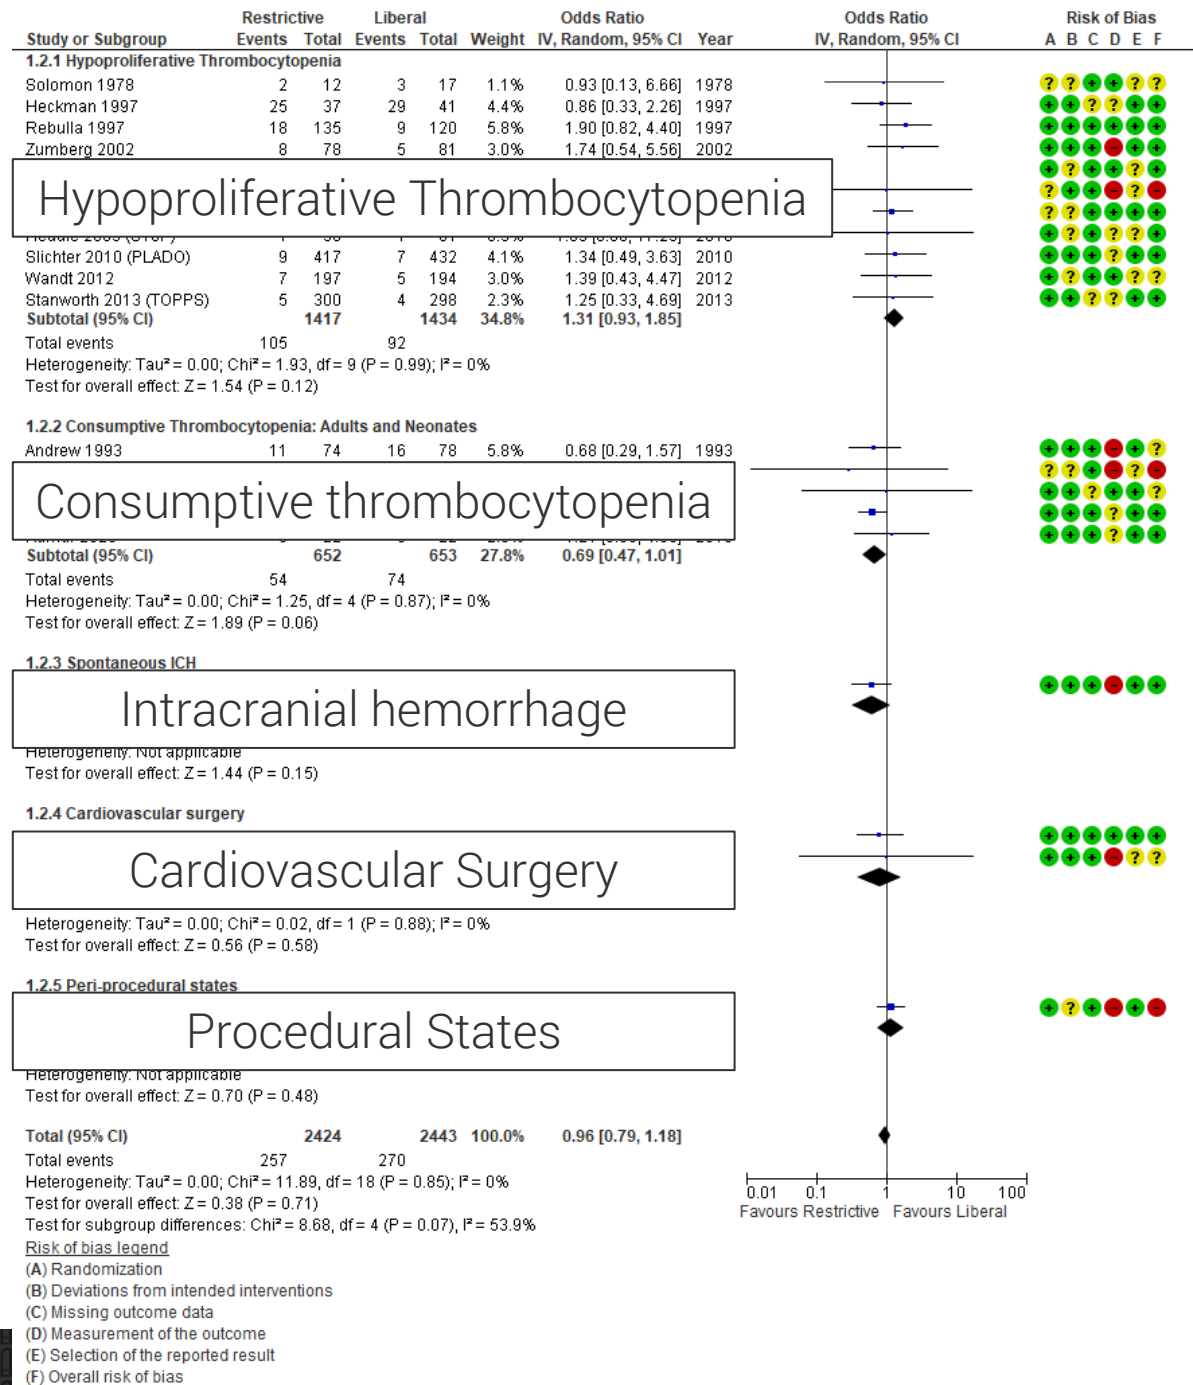 Restrictive Liberal Odds Ratio Odds Ratio Risk of Bias
Study or Subgroup Events Total Events Total Weight IV, Random, 95% CI Year IV, Random, 95% CI A B C D E F
1.2.1 Hypoproliferative Thrombocytopenia
Solomon 1978 2 12 3 17 1.1% 0.93 [0.13, 6.66] 1978 ? ? + + ? ?
Heckman 1997 25 37 29 41 4.4% 0.86 [0.33, 2.26] 1997 + + ? ? + +
Rebulla 1997 18 135 9 120 5.8% 1.90 [0.82, 4.40] 1997 + + + + + +
Zumberg 2002 8 78 5 81 3.0% 1.74 [0.54, 5.56] 2002 + + + - + +
+ ? + + ? +
Hypoproliferative Thrombocytopenia ? + + - ? -
? ? + + + +
+ ? + ? ? +
Slichter 2010 (PLADO) 9 417 7 432 4.1% 1.34 [0.49, 3.63] 2010 + + + + + +
Wandt 2012 7 197 5 194 3.0% 1.39 [0.43, 4.47] 2012 + ? + + ? ?
Stanworth 2013 (TOPPS) 5 300 4 298 2.3% 1.25 [0.33, 4.69] 2013 + + ? ? + +
Subtotal (95% CI) 1417 1434 34.8% 1.31 [0.93, 1.85]
Total events 105 92
Heterogeneity: Tau² = 0.00; Chi² = 1.93, df = 9 (P = 0.99); I² = 0%
Test for overall effect: Z = 1.54 (P = 0.12)
1.2.2 Consumptive Thrombocytopenia: Adults and Neonates
Andrew 1993 11 74 16 78 5.8% 0.68 [0.29, 1.57] 1993 + + + - + ?
? ? + - ? -
Consumptive thrombocytopenia + + ? + + ?
+ + + ? + +
+ + + ? + +
Subtotal (95% CI) 652 653 27.8% 0.69 [0.47, 1.01]
Total events 54 74
Heterogeneity: Tau² = 0.00; Chi² = 1.25, df = 4 (P = 0.87); I² = 0%
Test for overall effect: Z = 1.89 (P = 0.06)
1.2.3 Spontaneous ICH
+ + + - + +
Intracranial hemorrhage
Heterogeneity: Not applicable
Test for overall effect: Z = 1.44 (P = 0.15)
1.2.4 Cardiovascular surgery
+ + + + + +
+ + + - ? ?
Cardiovascular Surgery
Heterogeneity: Tau² = 0.00; Chi² = 0.02, df = 1 (P = 0.88); I² = 0%
Test for overall effect: Z = 0.56 (P = 0.58)
1.2.5 Peri-procedural states
+ ? + - + -
Procedural States
Heterogeneity: Not applicable
Test for overall effect: Z = 0.70 (P = 0.48)
Total (95% CI) 2424 2443 100.0% 0.96 [0.79, 1.18]
Total events 257 270
Heterogeneity: Tau² = 0.00; Chi² = 11.89, df = 18 (P = 0.85); I² = 0%
Test for overall effect: Z = 0.38 (P = 0.71)
Test for subgroup differences: Chi² = 8.68, df = 4 (P = 0.07), I² = 53.9%
0.01 0.1 1 10 100
Favours Restrictive Favours Liberal
Risk of bias legend
(A) Randomization
(B) Deviations from intended interventions
(C) Missing outcome data
(D) Measurement of the outcome
(E) Selection of the reported result
(F) Overall risk of bias